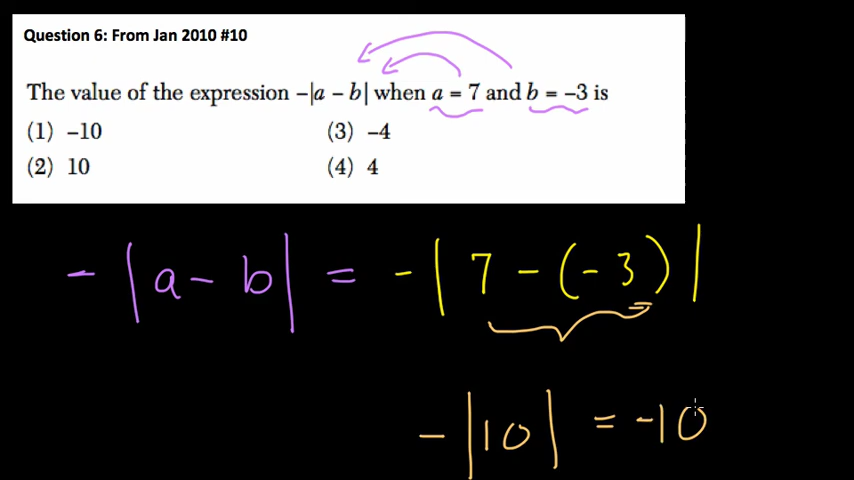 Question 6: From Jan 2010 #10
The value of the expression −|a − b| when a = 7 and b = −3 is
(1) −10 (3) −4
(2) 10 (4) 4
- |a - b| = - |7 - (-3)|
- |10| = -10